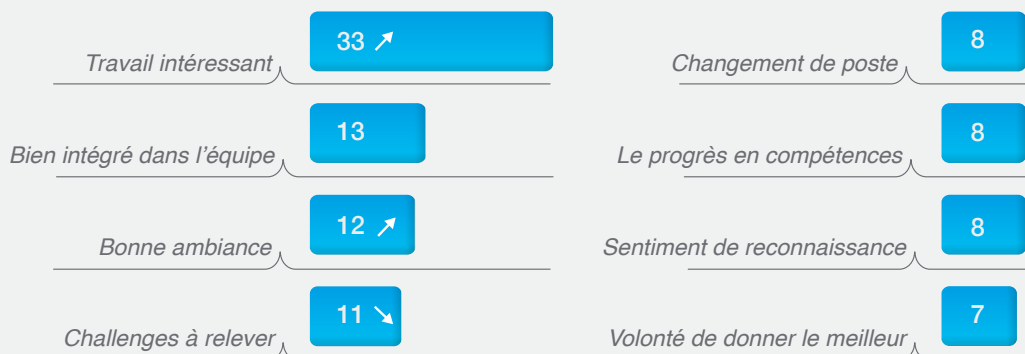 Travail intéressant
33 ↗
Bien intégré dans l’équipe
13
Bonne ambiance
12 ↗
Challenges à relever
11 ↘
Changement de poste
8
Le progrès en compétences
8
Sentiment de reconnaissance
8
Volonté de donner le meilleur
7